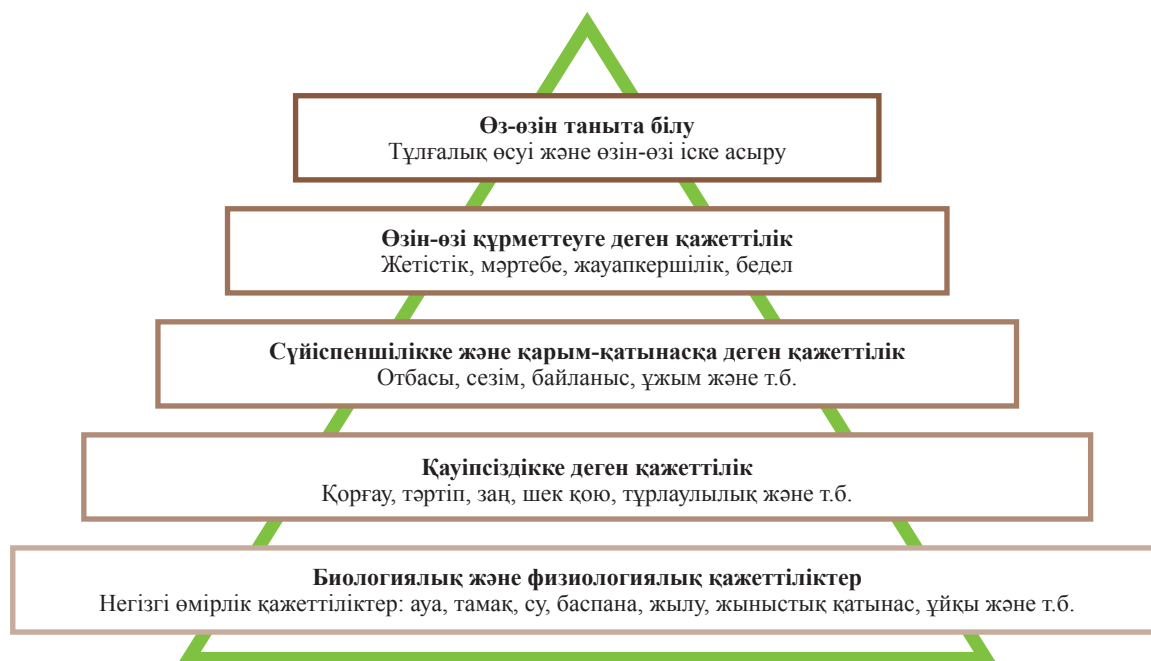 Өз-өзін таныта білу
Тұлғалық өсуі және өзін-өзі іске асыру
Өзін-өзі құрметтеуге деген қажеттілік
Жетістік, мәртебе, жауапкершілік, бедел
Сүйіспеншілікке және қарым-қатынасқа деген қажеттілік
Отбасы, сезім, байланыс, ұжым және т.б.
Қауіпсіздікке деген қажеттілік
Қорғау, тәртіп, заң, шек қою, тұрлаулылық және т.б.
Биологиялық және физиологиялық қажеттіліктер
Негізгі өмірлік қажеттіліктер: ауа, тамақ, су, баспана, жылу, жыныстық қатынас, ұйқы және т.б.